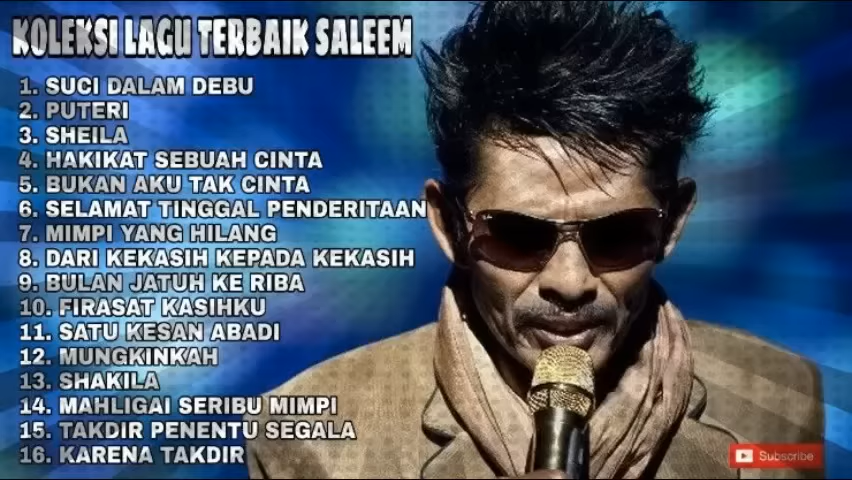 KOLEKSI LAGU TERBAIK SALEEM
1. SUCI DALAM DEBU
2. PUTERI
3. SHEILA
4. HAKIKAT SEBUAH CINTA
5. BUKAN AKU TAK CINTA
6. SELAMAT TINGGAL PENDERITAAN
7. MIMPI YANG HILANG
8. DARI KEKASIH KEPADA KEKASIH
9. BULAN JATUH KE RIBA
10. FIRASAT KASIHKU
11. SATU KESAN ABADI
12. MUNGKINKAH
13. SHAKILA
14. MAHLIGAI SERIBU MIMPI
15. TAKDIR PENENTU SEGALA
16. KARENA TAKDIR
Subscribe